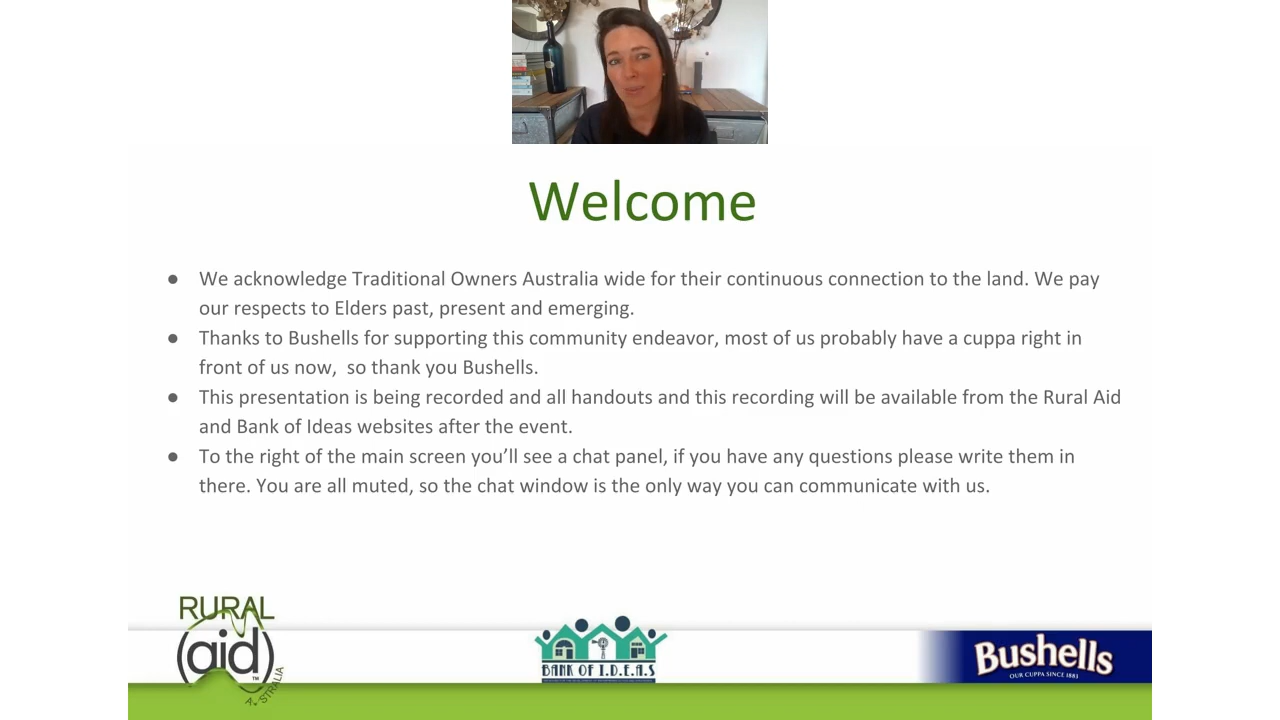 Welcome
● We acknowledge Traditional Owners Australia wide for their continuous connection to the land. We pay
our respects to Elders past, present and emerging.
● Thanks to Bushells for supporting this community endeavor, most of us probably have a cuppa right in
front of us now,  so thank you Bushells.
● This presentation is being recorded and all handouts and this recording will be available from the Rural Aid
and Bank of Ideas websites after the event.
● To the right of the main screen you’ll see a chat panel, if you have any questions please write them in
there. You are all muted, so the chat window is the only way you can communicate with us.
RURAL
(aid)
TM
BANK OF I.D.E.A.S
Bushells
OUR CUPPA SINCE 1883